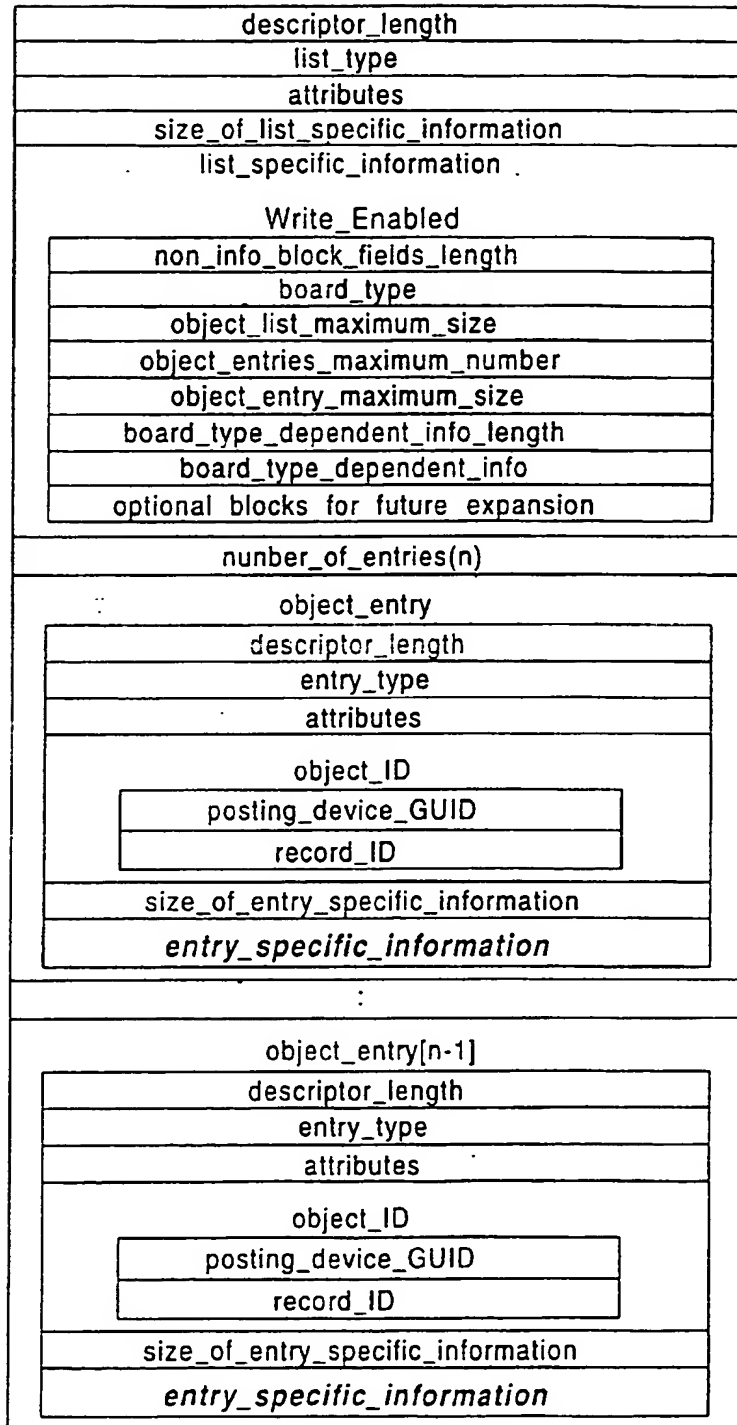 descriptor_length
list_type
attributes
size_of_list_specific_information
list_specific_information
Write_Enabled
non_info_block_fields_length
board_type
object_list_maximum_size
object_entries_maximum_number
object_entry_maximum_size
board_type_dependent_info_length
board_type_dependent_info
optional blocks for future expansion
nunber_of_entries(n)
object_entry
descriptor_length
entry_type
attributes
object_ID
posting_device_GUID
record_ID
size_of_entry_specific_information
entry_specific_information
:
object_entry[n-1]
descriptor_length
entry_type
attributes
object_ID
posting_device_GUID
record_ID
size_of_entry_specific_information
entry_specific_information